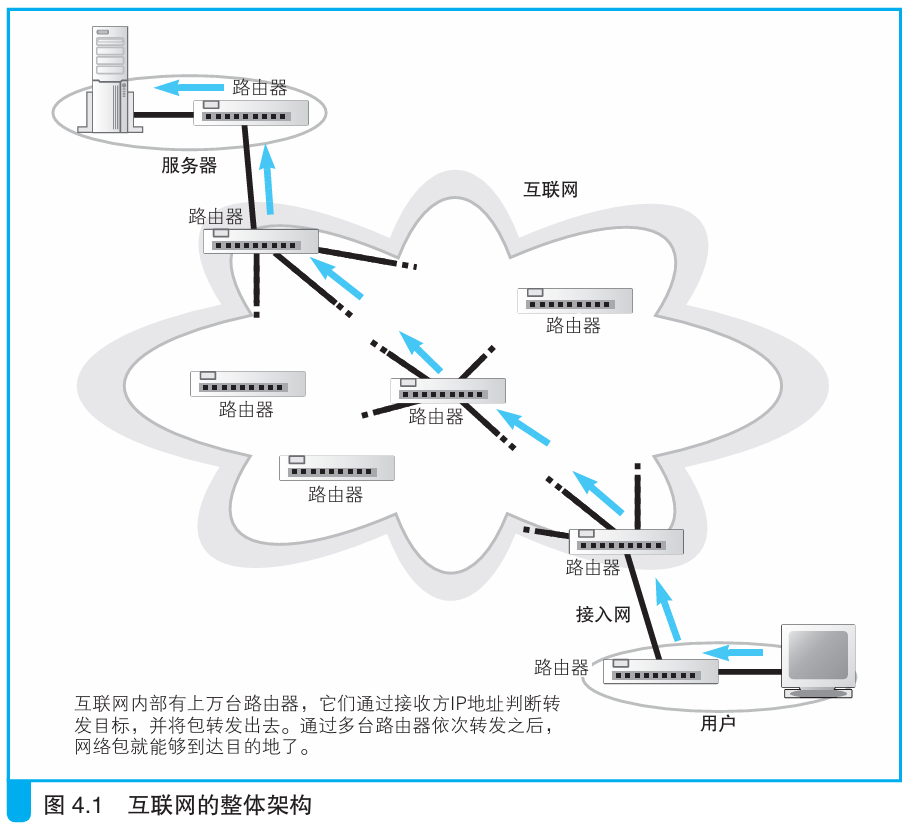 路由器
服务器
互联网
路由器
路由器
路由器
路由器
路由器
路由器
接入网
路由器
用户
互联网内部有上万台路由器，它们通过接收方IP地址判断转
发目标，并将包转发出去。通过多台路由器依次转发之后，
网络包就能够到达目的地了。
图 4.1 互联网的整体架构